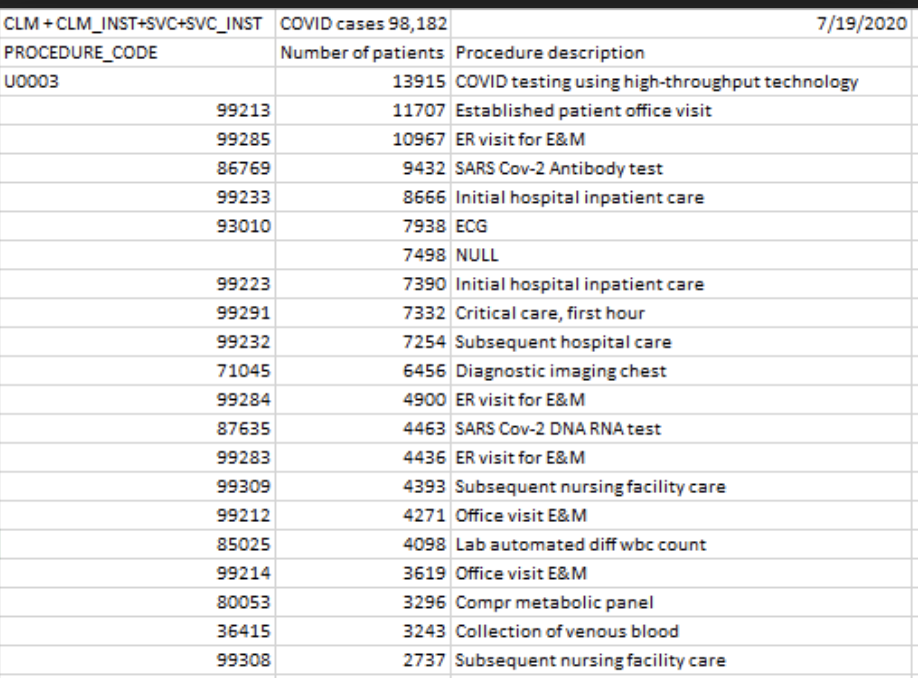 CLM + CLM_INST+SVC+SVC_INST COVID cases 98,182 7/19/2020
PROCEDURE_CODE Number of patients Procedure description
U0003 13915 COVID testing using high-throughput technology
99213 11707 Established patient office visit
99285 10967 ER visit for E&M
86769 9432 SARS Cov-2 Antibody test
99233 8666 Initial hospital inpatient care
93010 7938 ECG
7498 NULL
99223 7390 Initial hospital inpatient care
99291 7332 Critical care, first hour
99232 7254 Subsequent hospital care
71045 6456 Diagnostic imaging chest
99284 4900 ER visit for E&M
87635 4463 SARS Cov-2 DNA RNA test
99283 4436 ER visit for E&M
99309 4393 Subsequent nursing facility care
99212 4271 Office visit E&M
85025 4098 Lab automated diff wbc count
99214 3619 Office visit E&M
80053 3296 Compr metabolic panel
36415 3243 Collection of venous blood
99308 2737 Subsequent nursing facility care